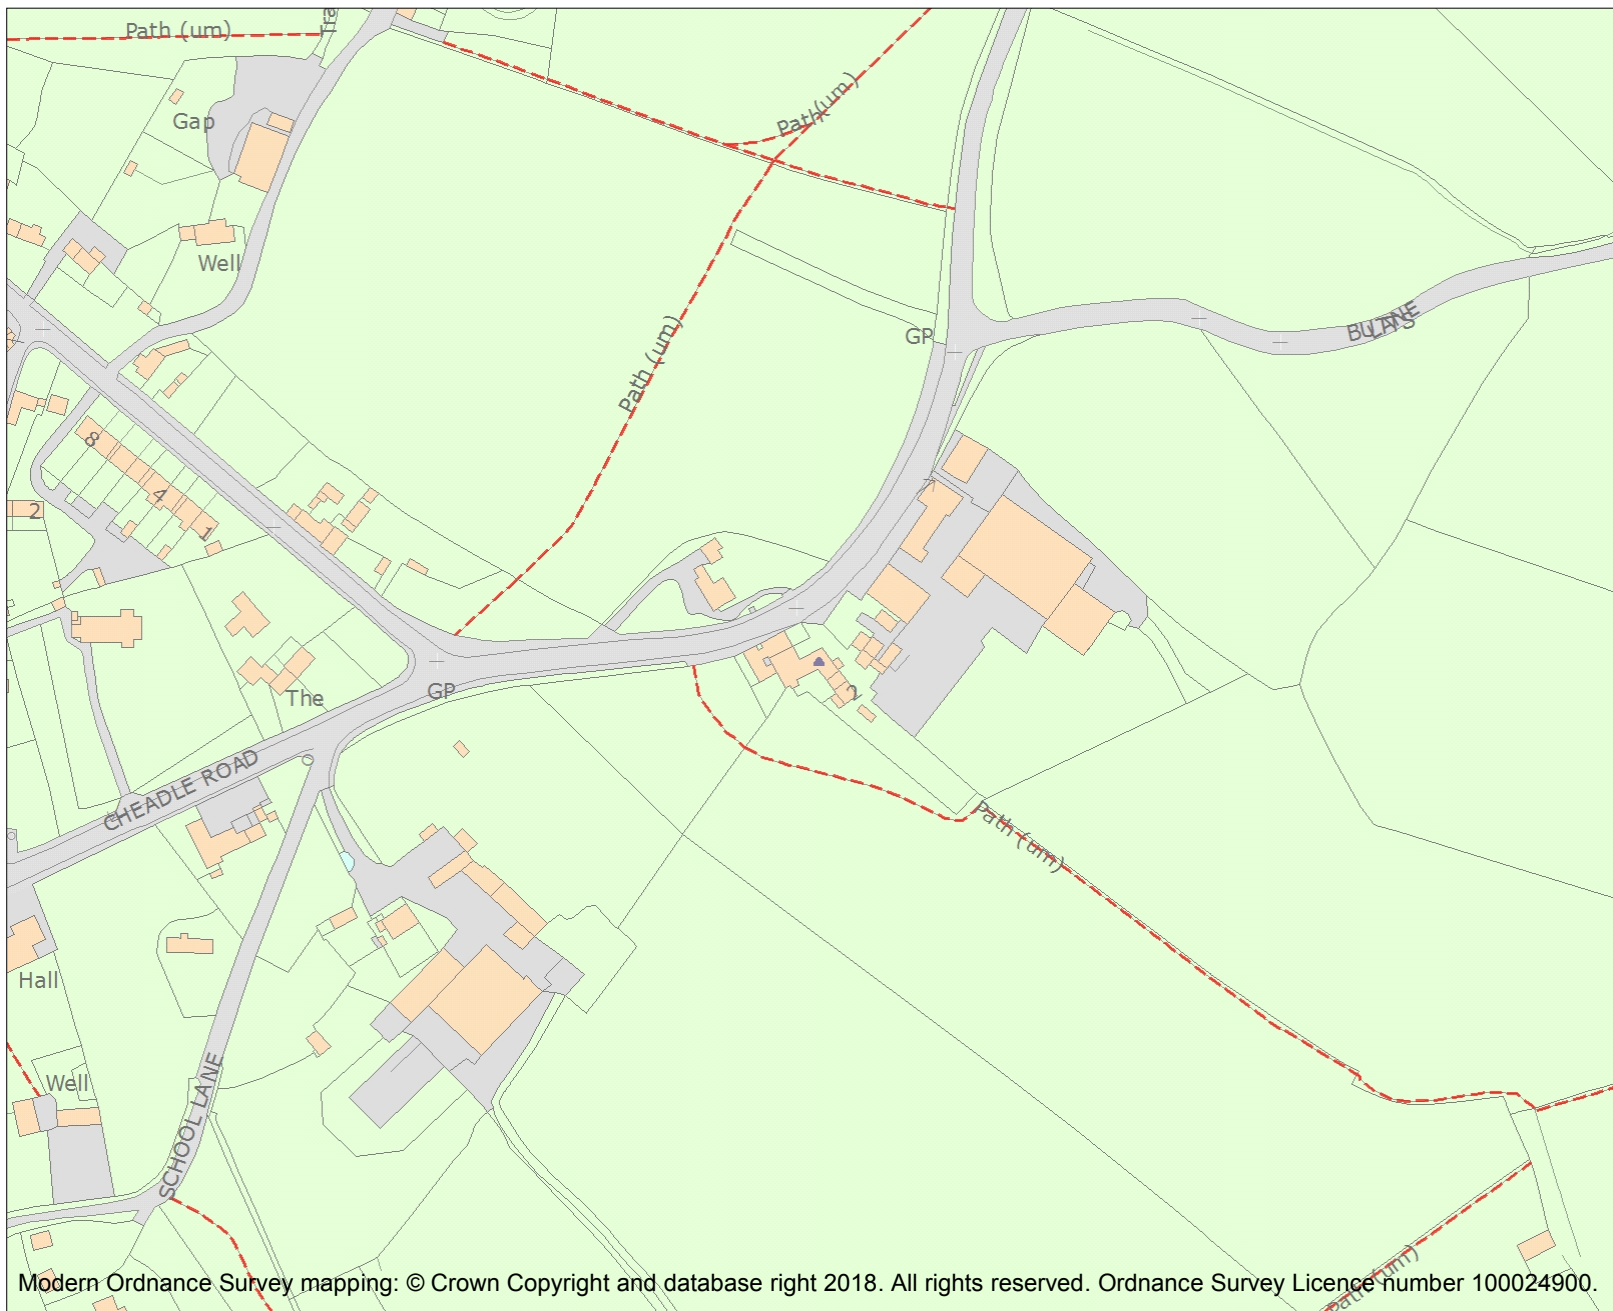 Path (um)
Tra
Path (um)
Gap
Well
Path (um)
GP
LANE
8
4
2
1
The
GP
2
CHEADLE ROAD
Path (um)
Hall
Well
SCHOOL LANE
Path (um)
Modern Ordnance Survey mapping: © Crown Copyright and database right 2018. All rights reserved. Ordnance Survey Licence number 100024900.